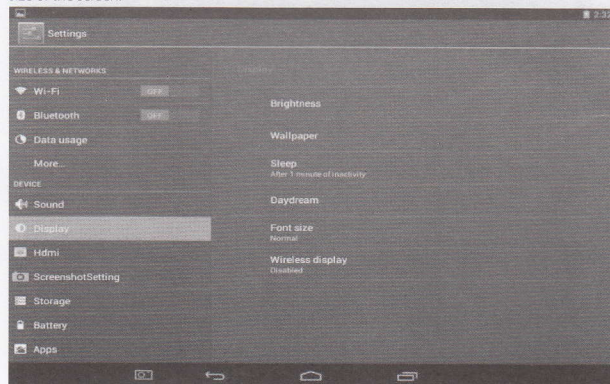 Settings
WIRELESS & NETWORKS
Wi-Fi OFF
Bluetooth OFF
Data usage
More...
DEVICE
Sound
Display
Hdmi
ScreenshotSetting
Storage
Battery
Apps
Display
Brightness
Wallpaper
Sleep
After 1 minute of inactivity
Daydream
Font size
Normal
Wireless display
Disabled